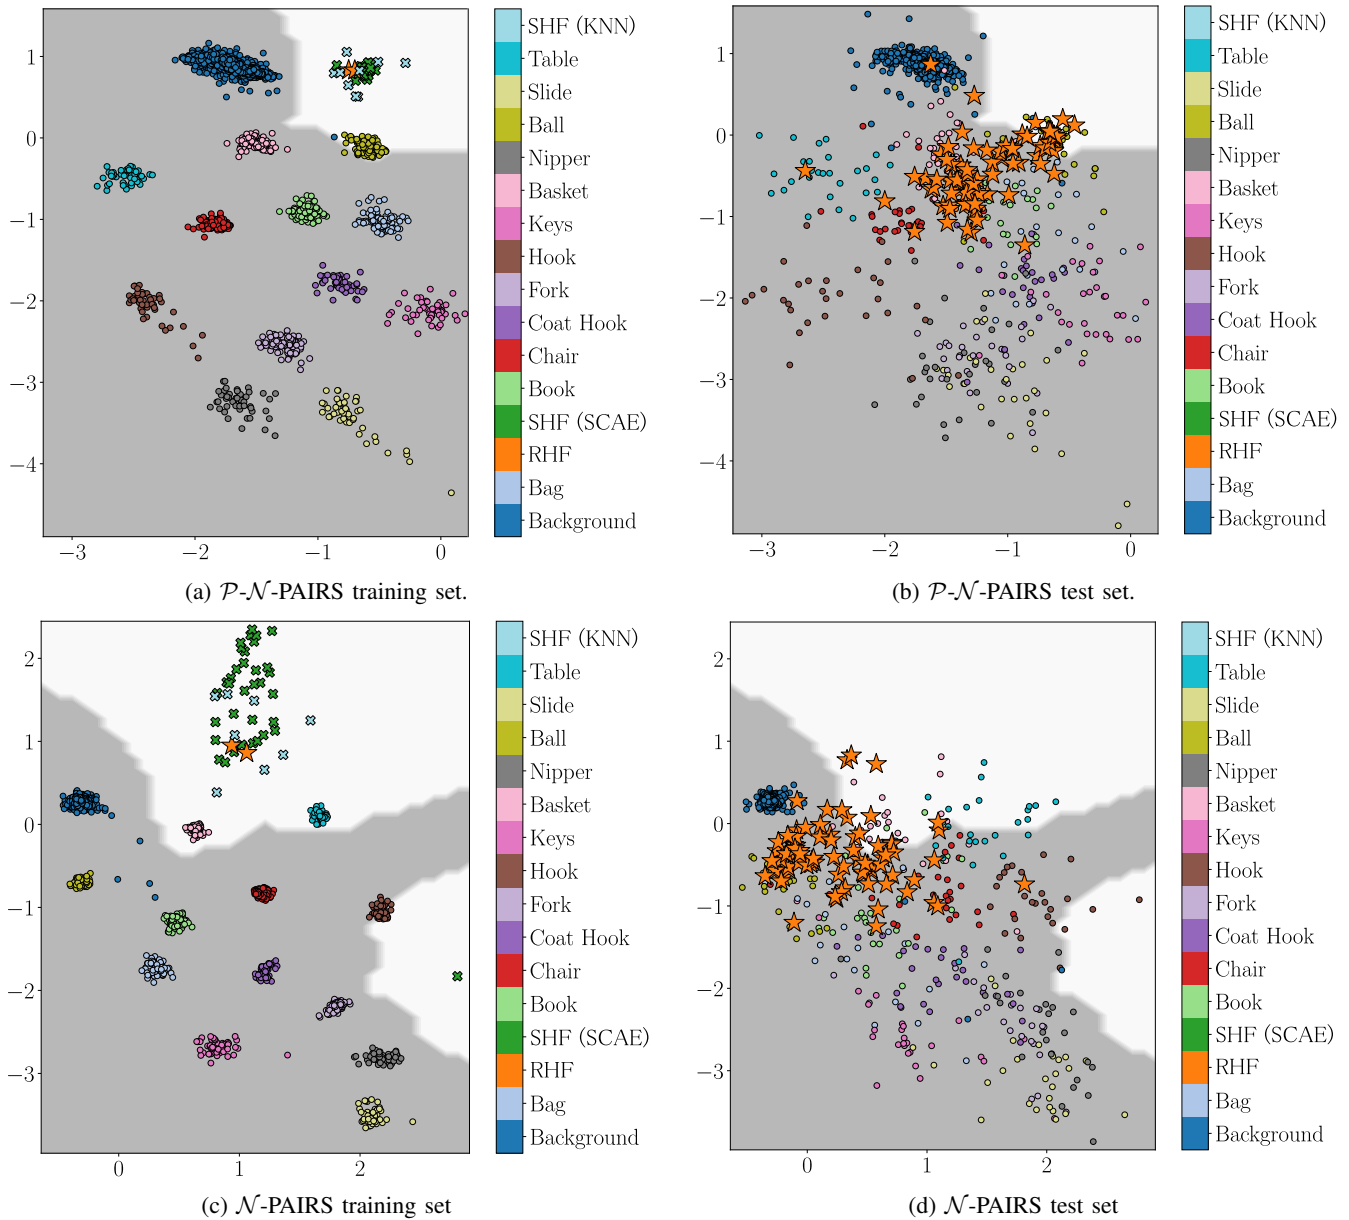 1
0
−1
−2
−3
−4
−3
−2
−1
0
SHF (KNN)
Table
Slide
Ball
Nipper
Basket
Keys
Hook
Fork
Coat Hook
Chair
Book
SHF (SCAE)
RHF
Bag
Background
(a) 𝒫-𝒩-PAIRS training set.
1
0
−1
−2
−3
−4
−3
−2
−1
0
SHF (KNN)
Table
Slide
Ball
Nipper
Basket
Keys
Hook
Fork
Coat Hook
Chair
Book
SHF (SCAE)
RHF
Bag
Background
(b) 𝒫-𝒩-PAIRS test set.
2
1
0
−1
−2
−3
0
1
2
SHF (KNN)
Table
Slide
Ball
Nipper
Basket
Keys
Hook
Fork
Coat Hook
Chair
Book
SHF (SCAE)
RHF
Bag
Background
(c) 𝒩-PAIRS training set
2
1
0
−1
−2
−3
0
1
2
SHF (KNN)
Table
Slide
Ball
Nipper
Basket
Keys
Hook
Fork
Coat Hook
Chair
Book
SHF (SCAE)
RHF
Bag
Background
(d) 𝒩-PAIRS test set